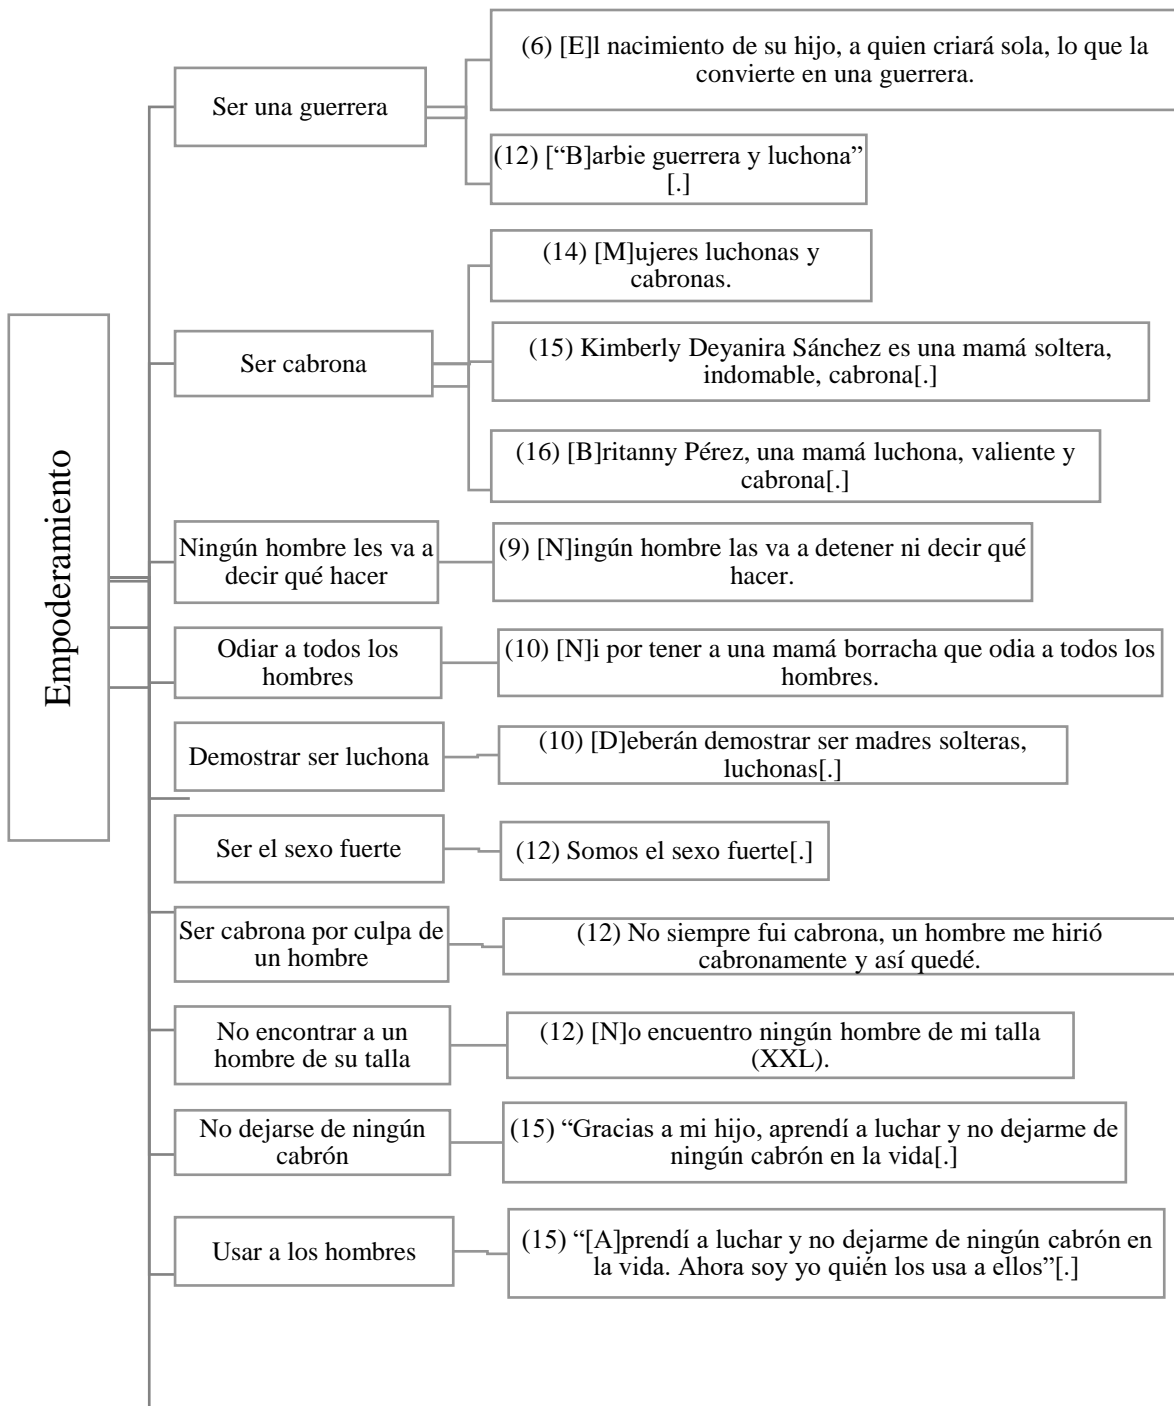 Empoderamiento
Ser una guerrera
(6) [E]l nacimiento de su hijo, a quien criará sola, lo que la
convierte en una guerrera.
(12) [“B]arbie guerrera y luchona”
[.]
Ser cabrona
(14) [M]ujeres luchonas y
cabronas.
(15) Kimberly Deyanira Sánchez es una mamá soltera,
indomable, cabrona[.]
(16) [B]ritanny Pérez, una mamá luchona, valiente y
cabrona[.]
Ningún hombre les va a
decir qué hacer
(9) [N]ingún hombre las va a detener ni decir qué
hacer.
Odiar a todos los
hombres
(10) [N]i por tener a una mamá borracha que odia a todos los
hombres.
Demostrar ser luchona
(10) [D]eberán demostrar ser madres solteras,
luchonas[.]
Ser el sexo fuerte
(12) Somos el sexo fuerte[.]
Ser cabrona por culpa de
un hombre
(12) No siempre fui cabrona, un hombre me hirió
cabronamente y así quedé.
No encontrar a un
hombre de su talla
(12) [N]o encuentro ningún hombre de mi talla
(XXL).
No dejarse de ningún
cabrón
(15) “Gracias a mi hijo, aprendí a luchar y no dejarme de
ningún cabrón en la vida[.]
Usar a los hombres
(15) “[A]prendí a luchar y no dejarme de ningún cabrón en
la vida. Ahora soy yo quién los usa a ellos”[.]